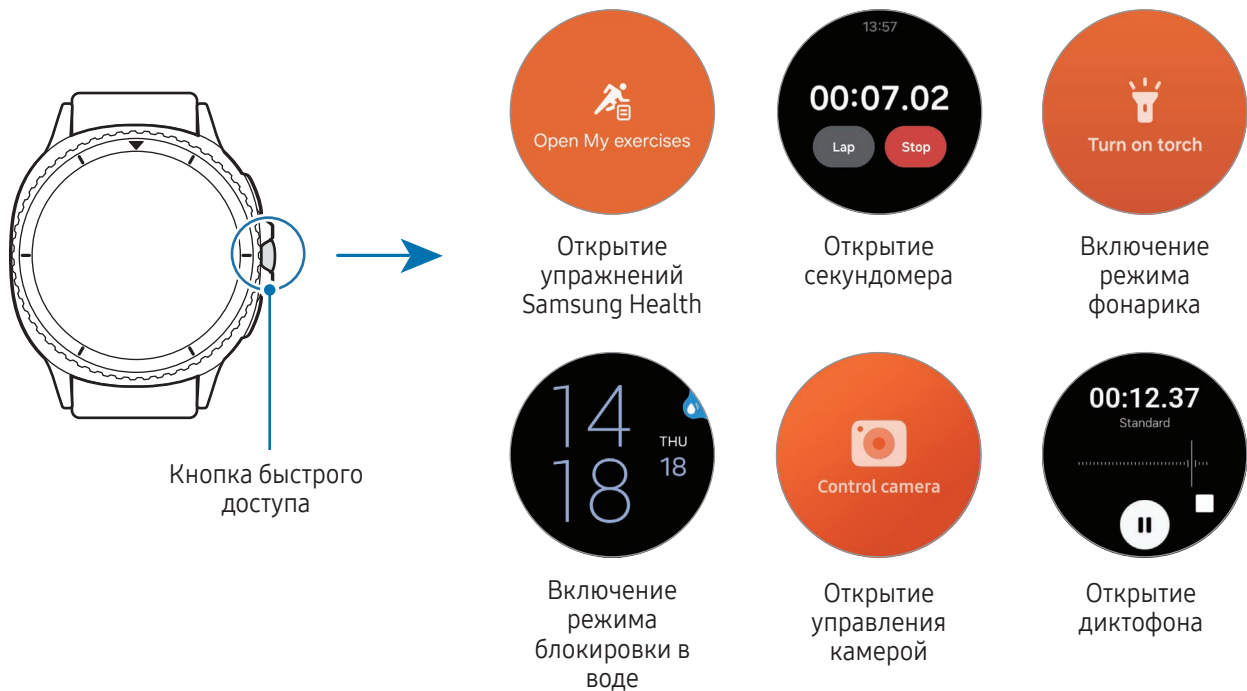 Кнопка быстрого
доступа
Open My exercises
Открытие
упражнений
Samsung Health
13:57
00:07.02
Lap
Stop
Открытие
секундомера
Turn on torch
Включение
режима
фонарика
14
18
THU
18
Включение
режима
блокировки в
воде
Control camera
Открытие
управления
камерой
00:12.37
Standard
Открытие
диктофона